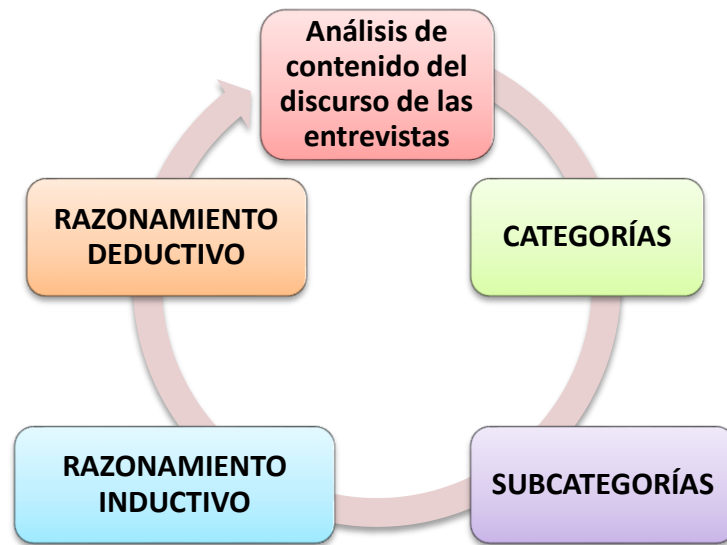 Análisis de
contenido del
discurso de las
entrevistas
CATEGORÍAS
SUBCATEGORÍAS
RAZONAMIENTO
INDUCTIVO
RAZONAMIENTO
DEDUCTIVO